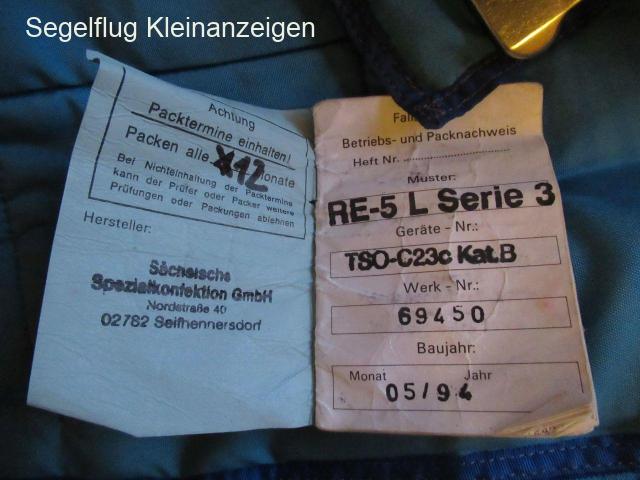 Segelflug Kleinanzeigen
Achtung
Packtermine einhalten!
Packen alle 12 onate
Bei Nichteinhaltung der Packtermine
kann der Prüfer oder Packer weitere
Prüfungen oder Packungen ablehnen
Hersteller:
Sächsische
Spezialkonfektion GmbH
Nordstraße 40
02782 Seifhennersdorf
Betriebs- und Packnachweis
Heft Nr.
Muster:
RE-5 L Serie 3
Geräte - Nr.:
TSO-C23c Kat.B
Werk - Nr.:
69450
Baujahr:
Monat Jahr
05/94